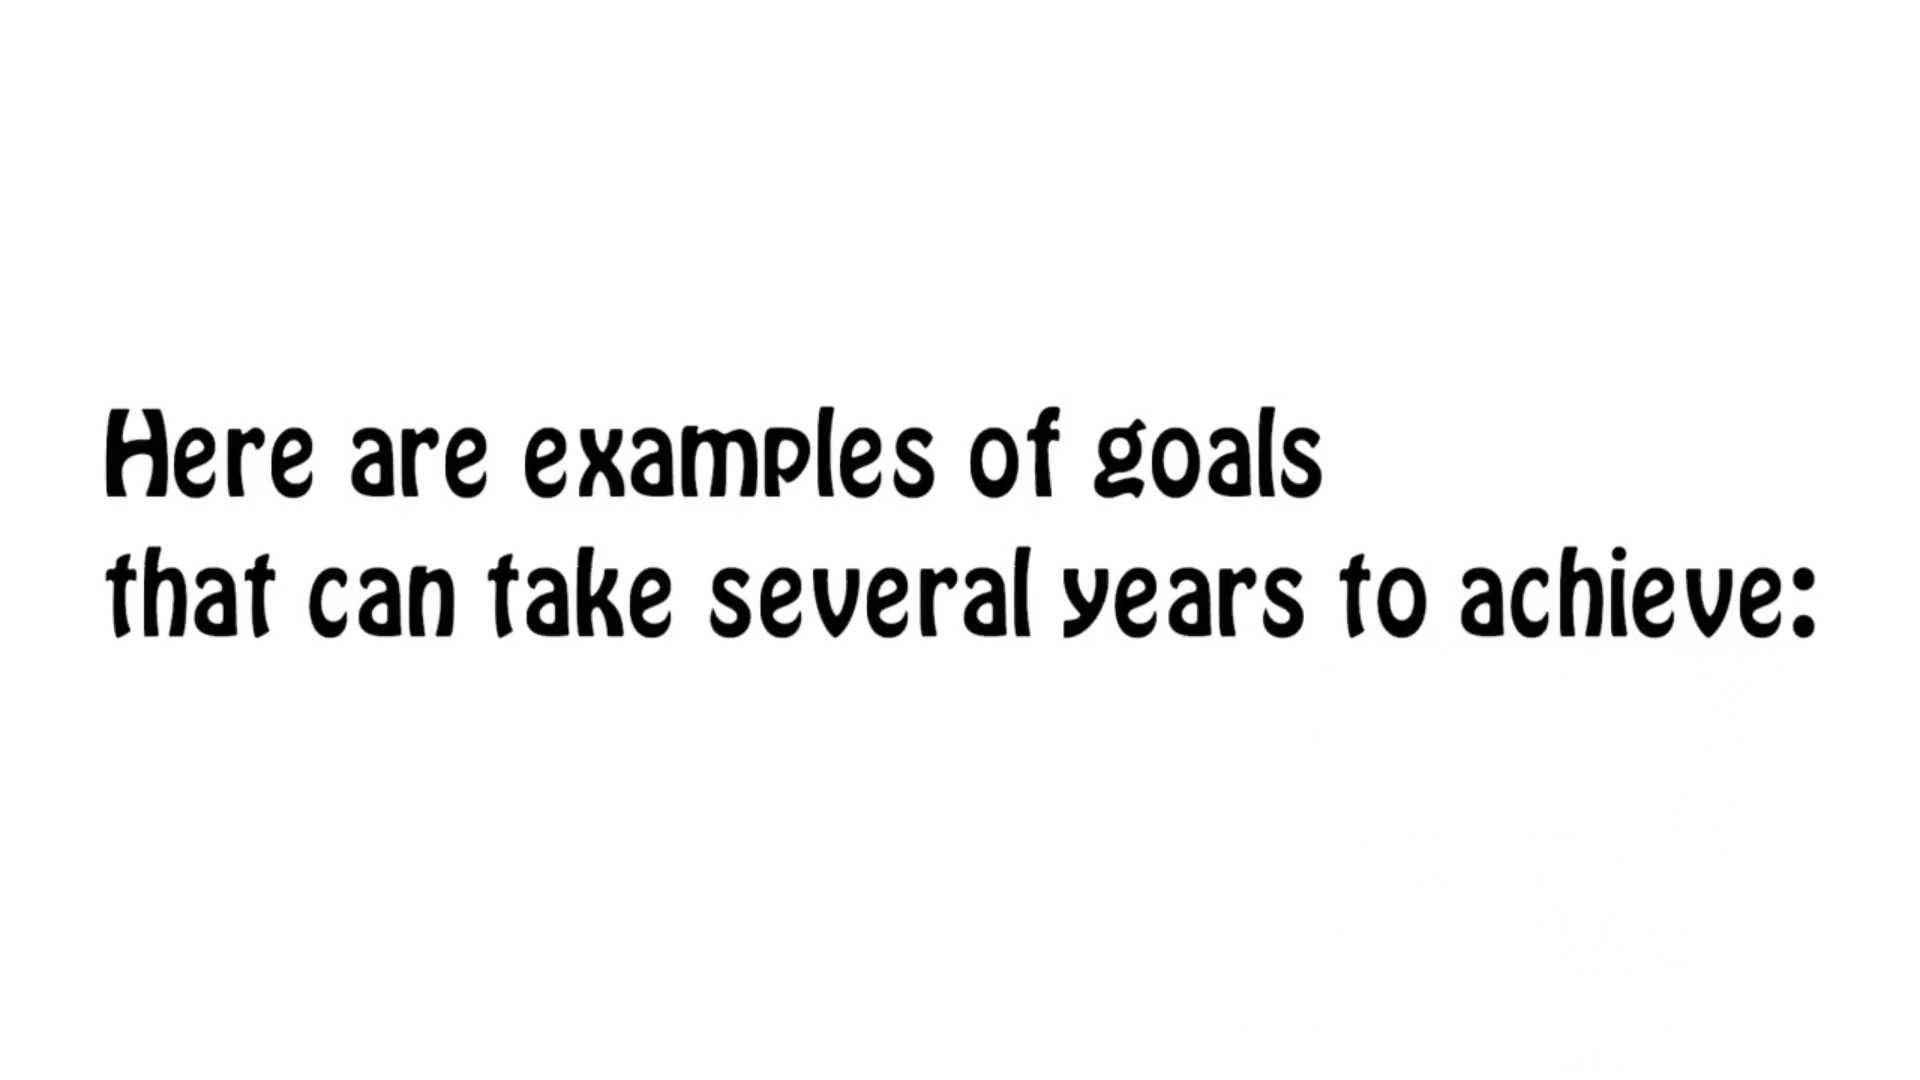 Here are examples of goals
that can take several years to achieve: